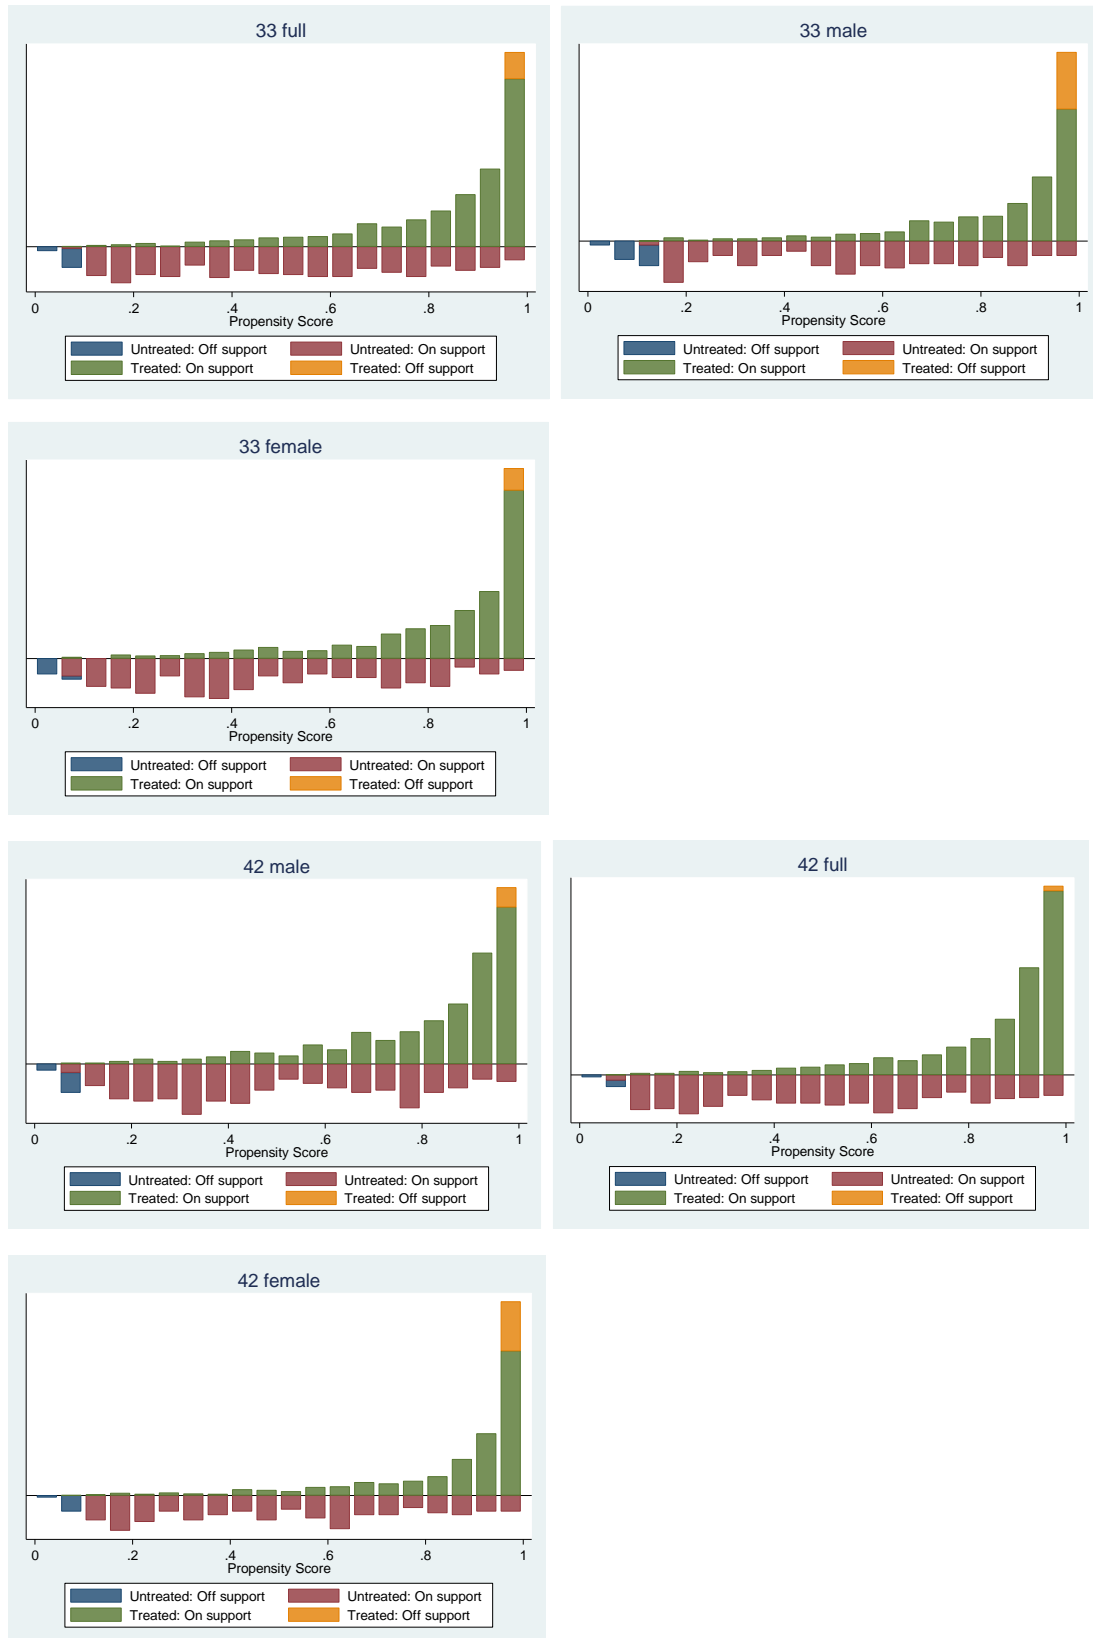 33 full
0 .2 .4 .6 .8 1
Propensity Score
Untreated: Off support Untreated: On support
Treated: On support Treated: Off support
33 male
0 .2 .4 .6 .8 1
Propensity Score
Untreated: Off support Untreated: On support
Treated: On support Treated: Off support
33 female
0 .2 .4 .6 .8 1
Propensity Score
Untreated: Off support Untreated: On support
Treated: On support Treated: Off support
42 male
0 .2 .4 .6 .8 1
Propensity Score
Untreated: Off support Untreated: On support
Treated: On support Treated: Off support
42 full
0 .2 .4 .6 .8 1
Propensity Score
Untreated: Off support Untreated: On support
Treated: On support Treated: Off support
42 female
0 .2 .4 .6 .8 1
Propensity Score
Untreated: Off support Untreated: On support
Treated: On support Treated: Off support